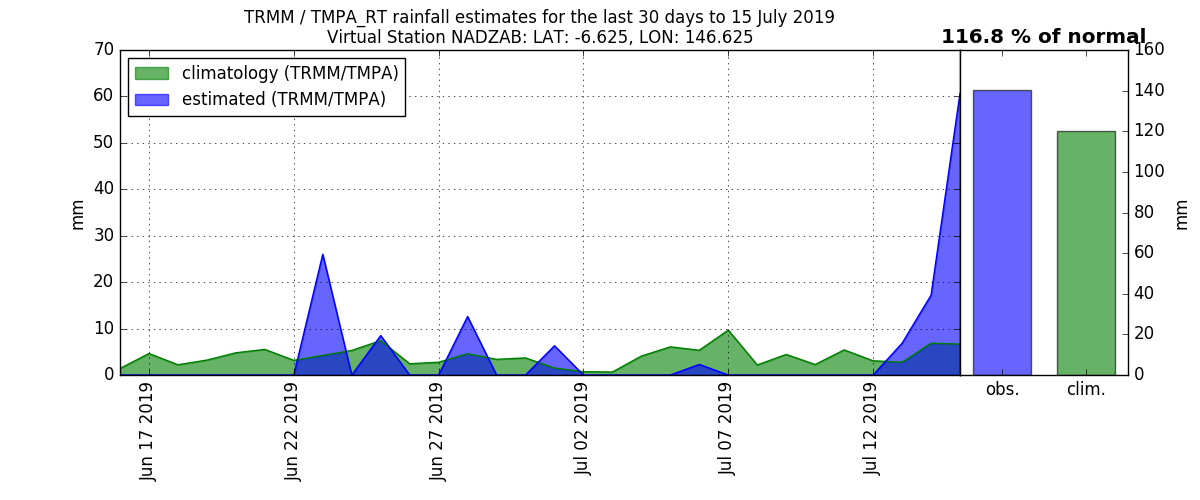 TRMM / TMPA_RT rainfall estimates for the last 30 days to 15 July 2019
Virtual Station NADZAB: LAT: -6.625, LON: 146.625
116.8 % of normal
climatology (TRMM/TMPA)
estimated (TRMM/TMPA)
70
60
50
40
30
20
10
0
mm
Jun 17 2019
Jun 22 2019
Jun 27 2019
Jul 02 2019
Jul 07 2019
Jul 12 2019
160
140
120
100
80
60
40
20
0
mm
obs.
clim.